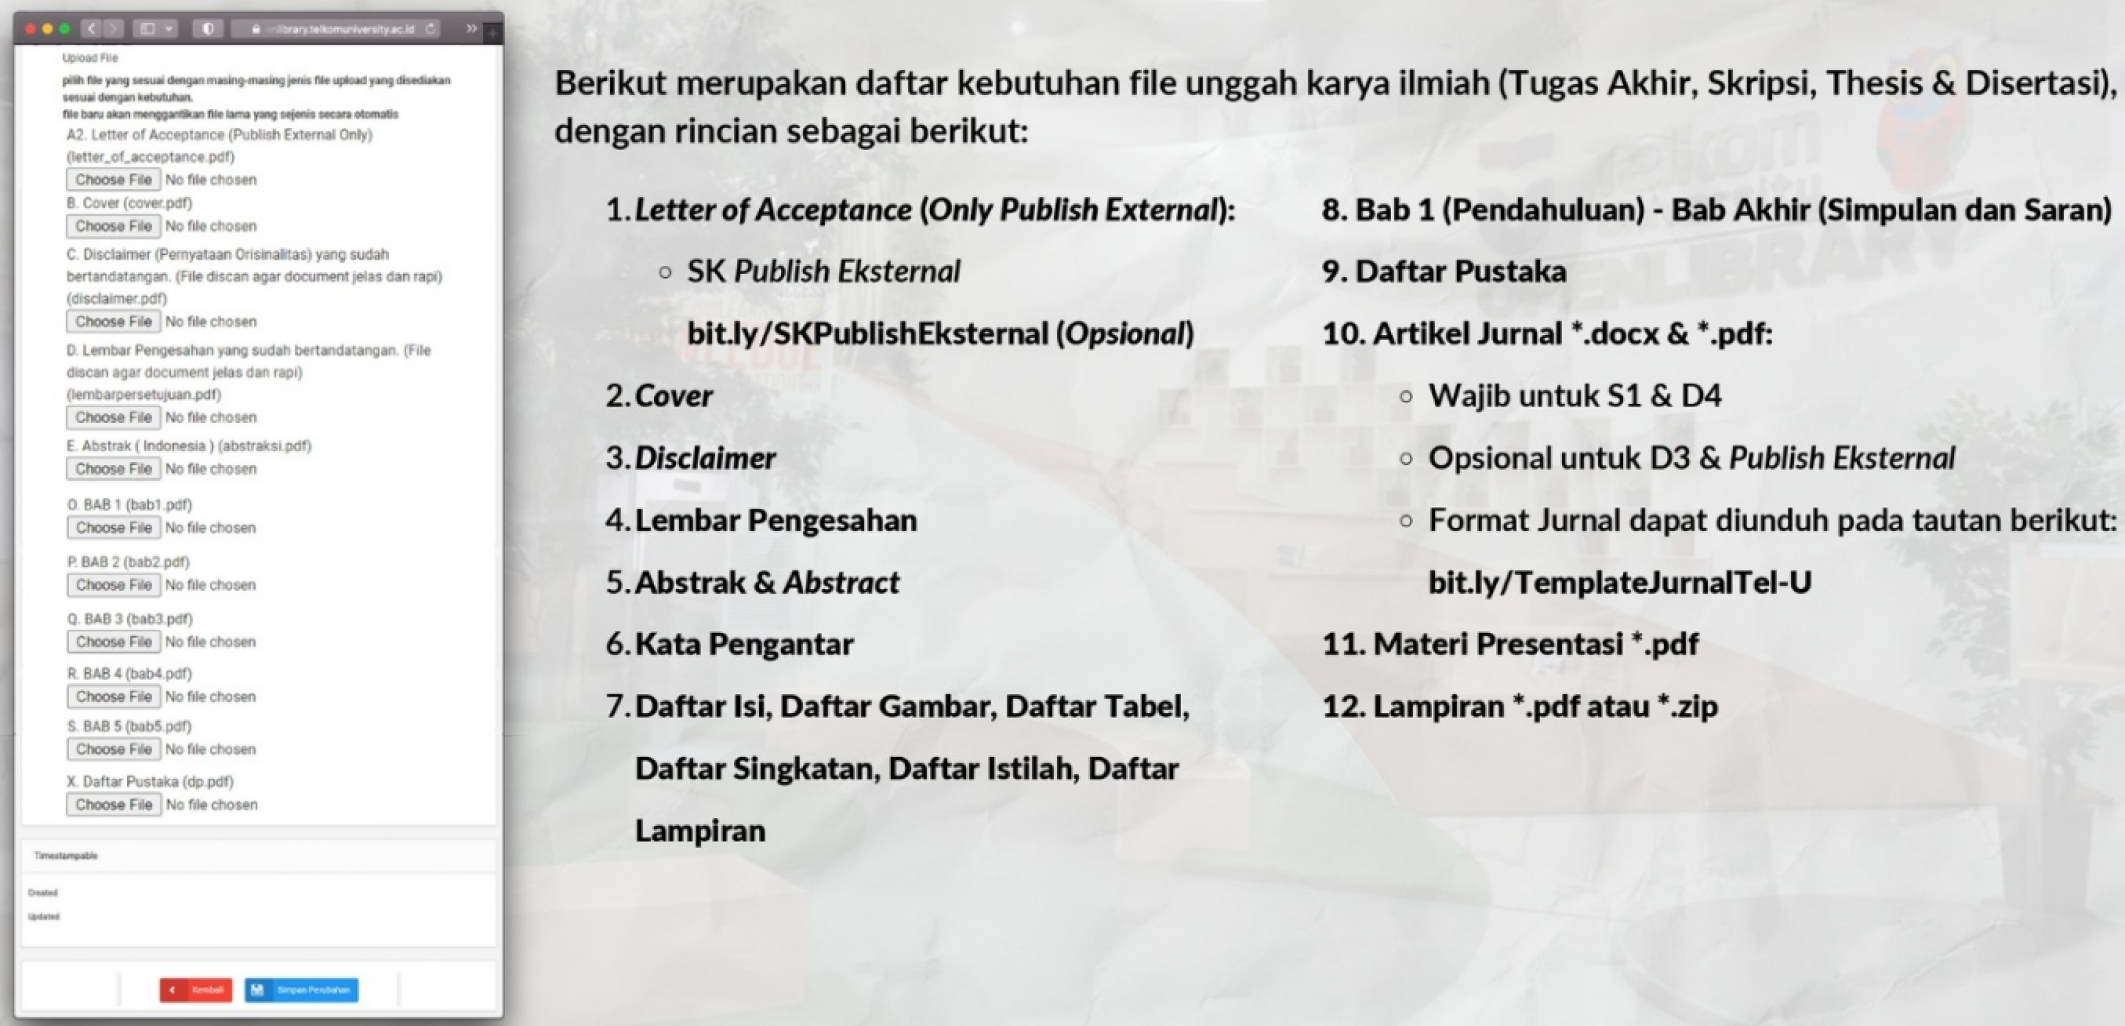 library.telkomuniversity.ac.id
Upload File
pilih file yang sesuai dengan masing-masing jenis file upload yang disediakan
sesuai dengan kebutuhan.
file baru akan menggantikan file lama yang sejenis secara otomatis
A2. Letter of Acceptance (Publish External Only)
(letter_of_acceptance.pdf)
Choose File No file chosen
B. Cover (cover.pdf)
Choose File No file chosen
C. Disclaimer (Pernyataan Orisinalitas) yang sudah
bertandatangan. (File discan agar document jelas dan rapi)
(disclaimer.pdf)
Choose File No file chosen
D. Lembar Pengesahan yang sudah bertandatangan. (File
discan agar document jelas dan rapi)
(lembarpersetujuan.pdf)
Choose File No file chosen
E. Abstrak ( Indonesia ) (abstraksi.pdf)
Choose File No file chosen
O. BAB 1 (bab1.pdf)
Choose File No file chosen
P. BAB 2 (bab2.pdf)
Choose File No file chosen
Q. BAB 3 (bab3.pdf)
Choose File No file chosen
R. BAB 4 (bab4.pdf)
Choose File No file chosen
S. BAB 5 (bab5.pdf)
Choose File No file chosen
X. Daftar Pustaka (dp.pdf)
Choose File No file chosen
Timestampable
Created
Updated
Kembali Simpan Perubahan
Berikut merupakan daftar kebutuhan file unggah karya ilmiah (Tugas Akhir, Skripsi, Thesis & Disertasi),
dengan rincian sebagai berikut:
1. Letter of Acceptance (Only Publish External):
○ SK Publish Eksternal
bit.ly/SKPublishEksternal (Opsional)
2. Cover
3. Disclaimer
4. Lembar Pengesahan
5. Abstrak & Abstract
6. Kata Pengantar
7. Daftar Isi, Daftar Gambar, Daftar Tabel,
Daftar Singkatan, Daftar Istilah, Daftar
Lampiran
8. Bab 1 (Pendahuluan) - Bab Akhir (Simpulan dan Saran)
9. Daftar Pustaka
10. Artikel Jurnal *.docx & *.pdf:
○ Wajib untuk S1 & D4
○ Opsional untuk D3 & Publish Eksternal
○ Format Jurnal dapat diunduh pada tautan berikut:
bit.ly/TemplateJurnalTel-U
11. Materi Presentasi *.pdf
12. Lampiran *.pdf atau *.zip